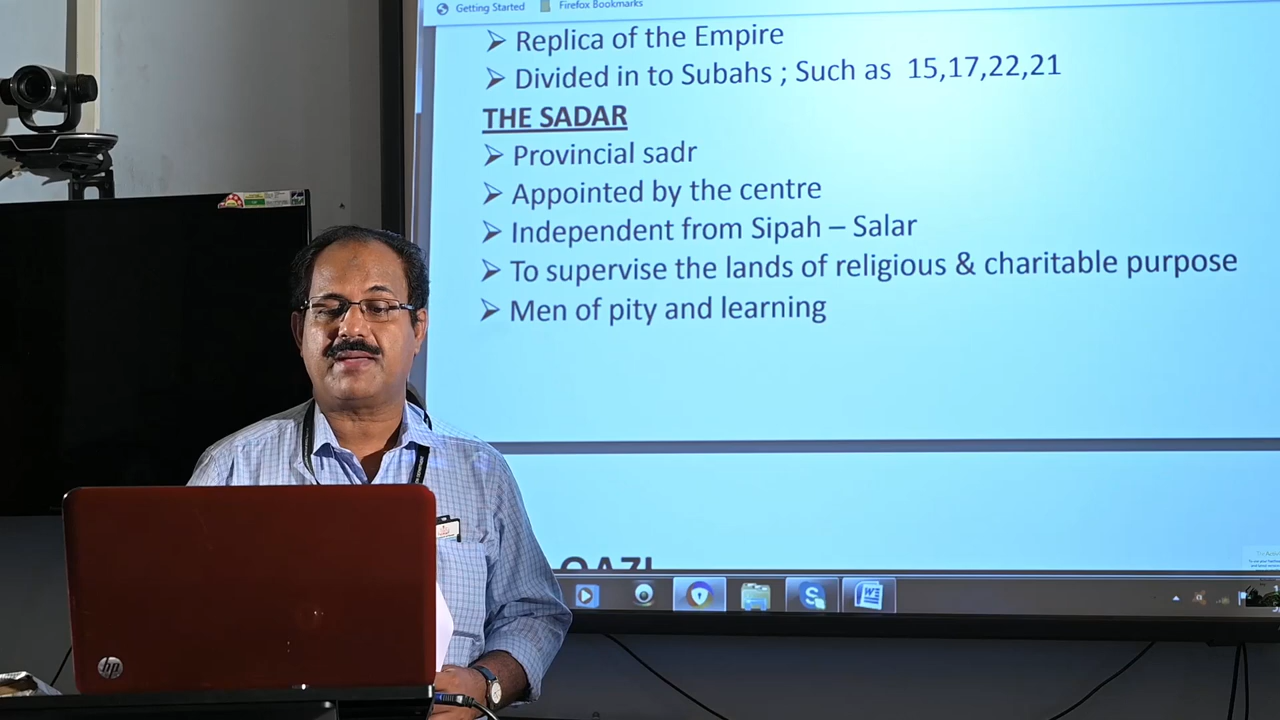 Getting Started Firefox Bookmarks
➢ Replica of the Empire
➢ Divided in to Subahs ; Such as 15,17,22,21
THE SADAR
➢ Provincial sadr
➢ Appointed by the centre
➢ Independent from Sipah – Salar
➢ To supervise the lands of religious & charitable purpose
➢ Men of pity and learning
QAZI
hp